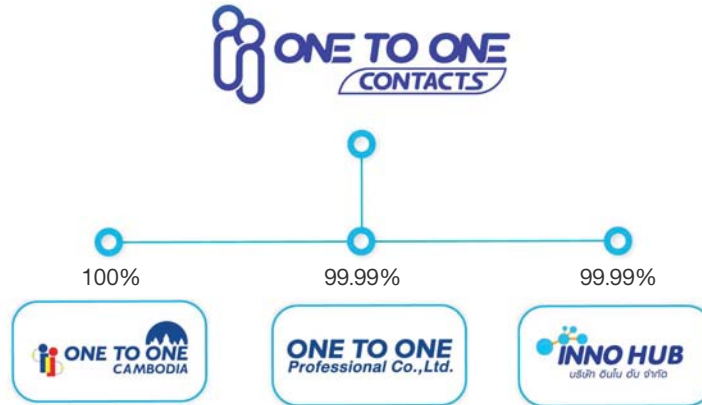 ONE TO ONE
CONTACTS
100%
99.99%
99.99%
ONE TO ONE
CAMBODIA
ONE TO ONE
Professional Co.,Ltd.
INNO HUB
บริษัท อินโน ฮับ จำกัด